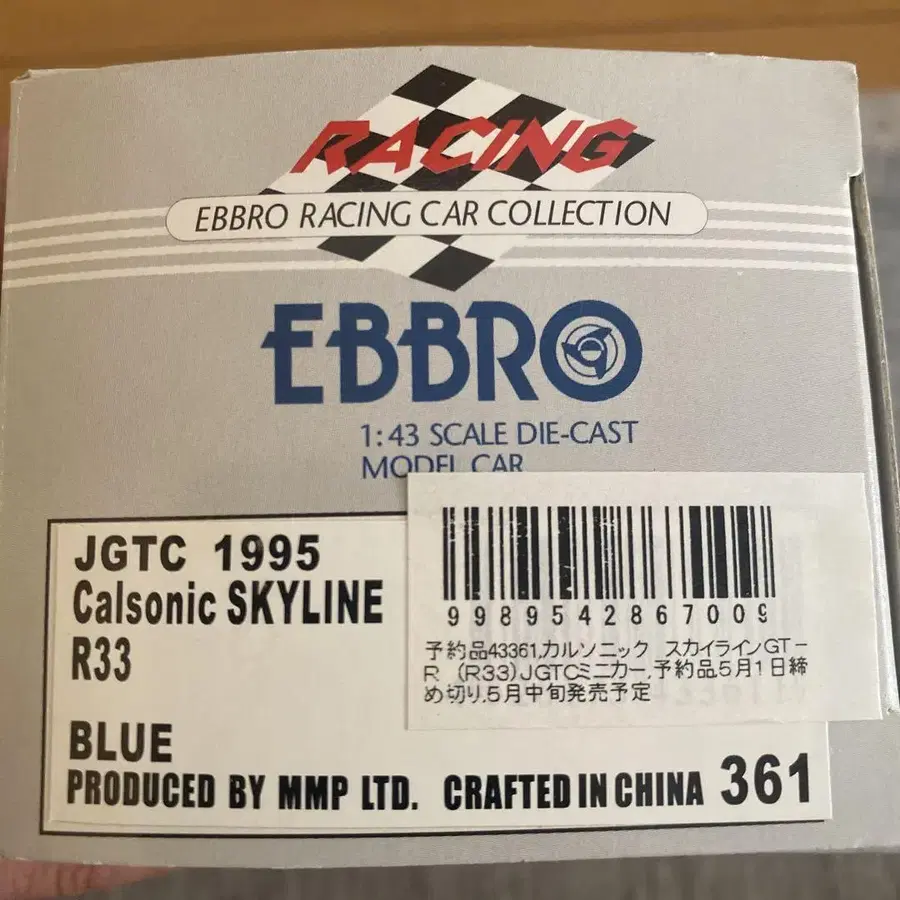 RACING
EBBRO RACING CAR COLLECTION
EBBRO
1:43 SCALE DIE-CAST
MODEL CAR
JGTC 1995
Calsonic SKYLINE
R33
BLUE
PRODUCED BY MMP LTD. CRAFTED IN CHINA 361
9989542867009
予約品43361,カルソニック スカイラインGT-
R (R33)JGTCミニカー,予約品5月1日締
め切り,5月中旬発売予定